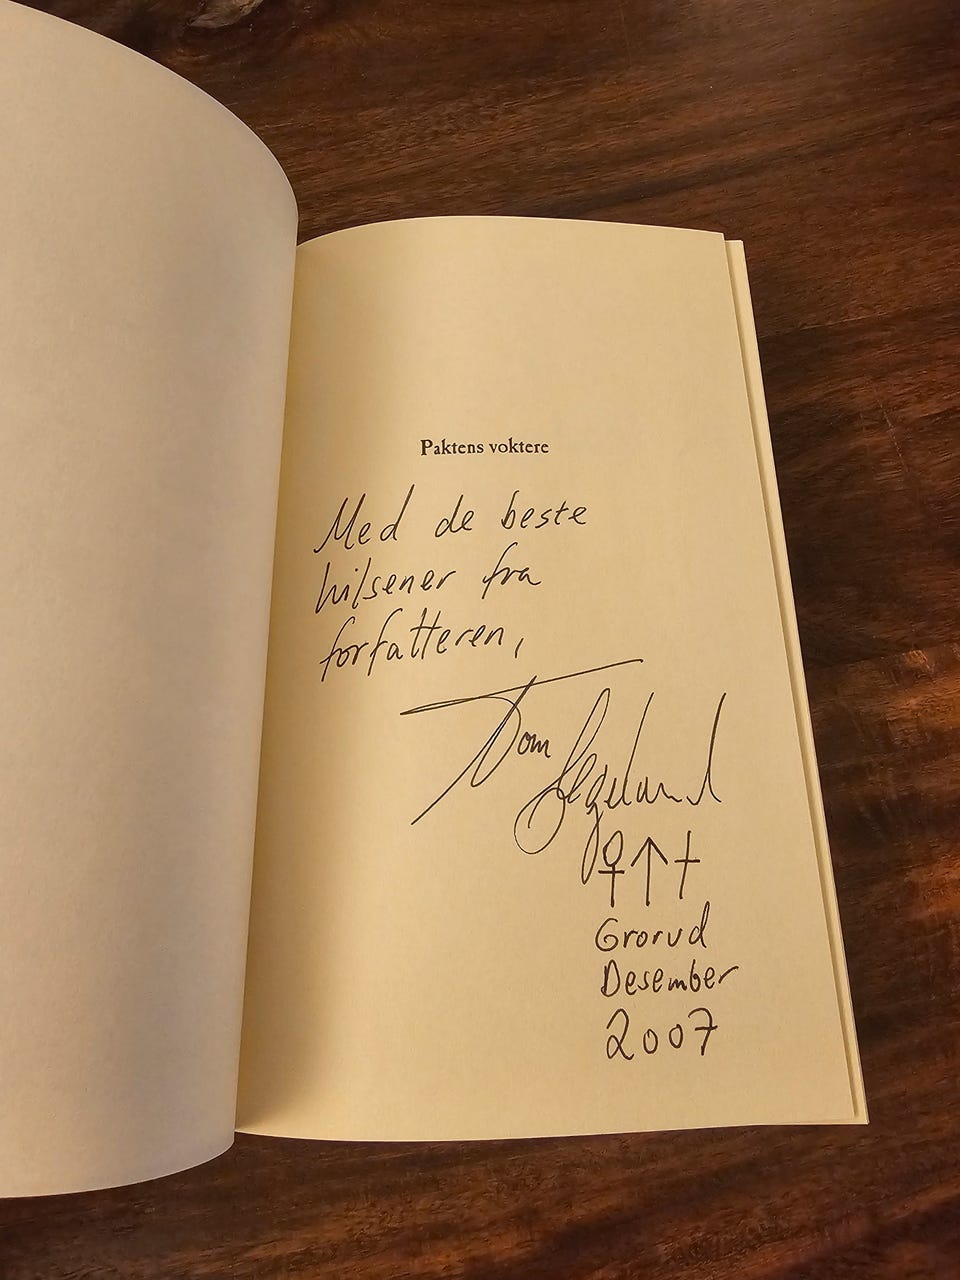 Paktens voktere
Med de beste
hilsener fra
forfatteren,
Tom Egeland
♀↑†
Grorud
Desember
2007